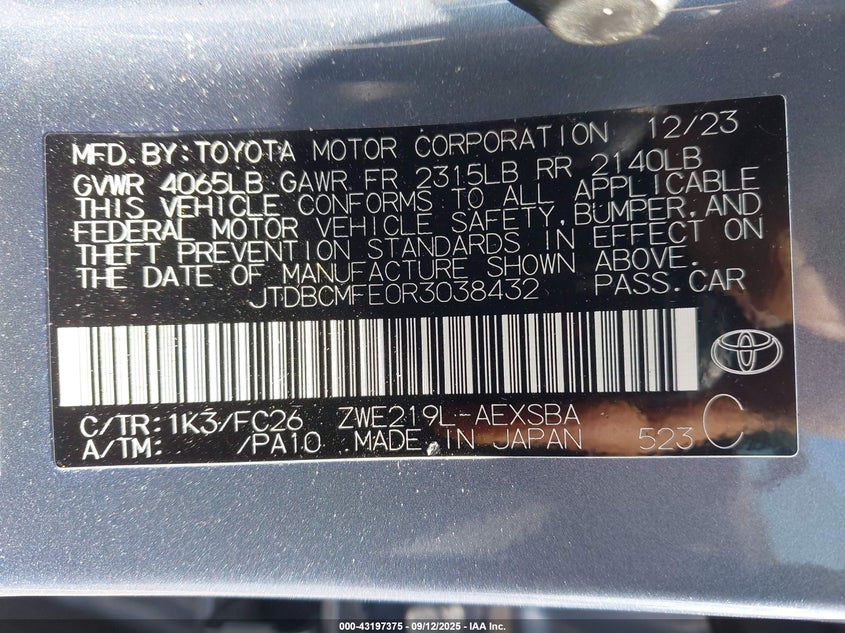 MFD.BY:TOYOTA MOTOR CORPORATION 12/23
GVWR 4065LB GAWR FR 2315LB RR 2140LB
THIS VEHICLE CONFORMS TO ALL APPLICABLE
FEDERAL MOTOR VEHICLE SAFETY,BUMPER,AND
THEFT PREVENTION STANDARDS IN EFFECT ON
THE DATE OF MANUFACTURE SHOWN ABOVE.
JTDBCMFE0R3038432 PASS.CAR
C/TR:1K3/FC26 ZWE219L-AEXSBA C
A/TM: /PA10 MADE IN JAPAN 523
000-43197375 - 09/12/2025 - IAA Inc.